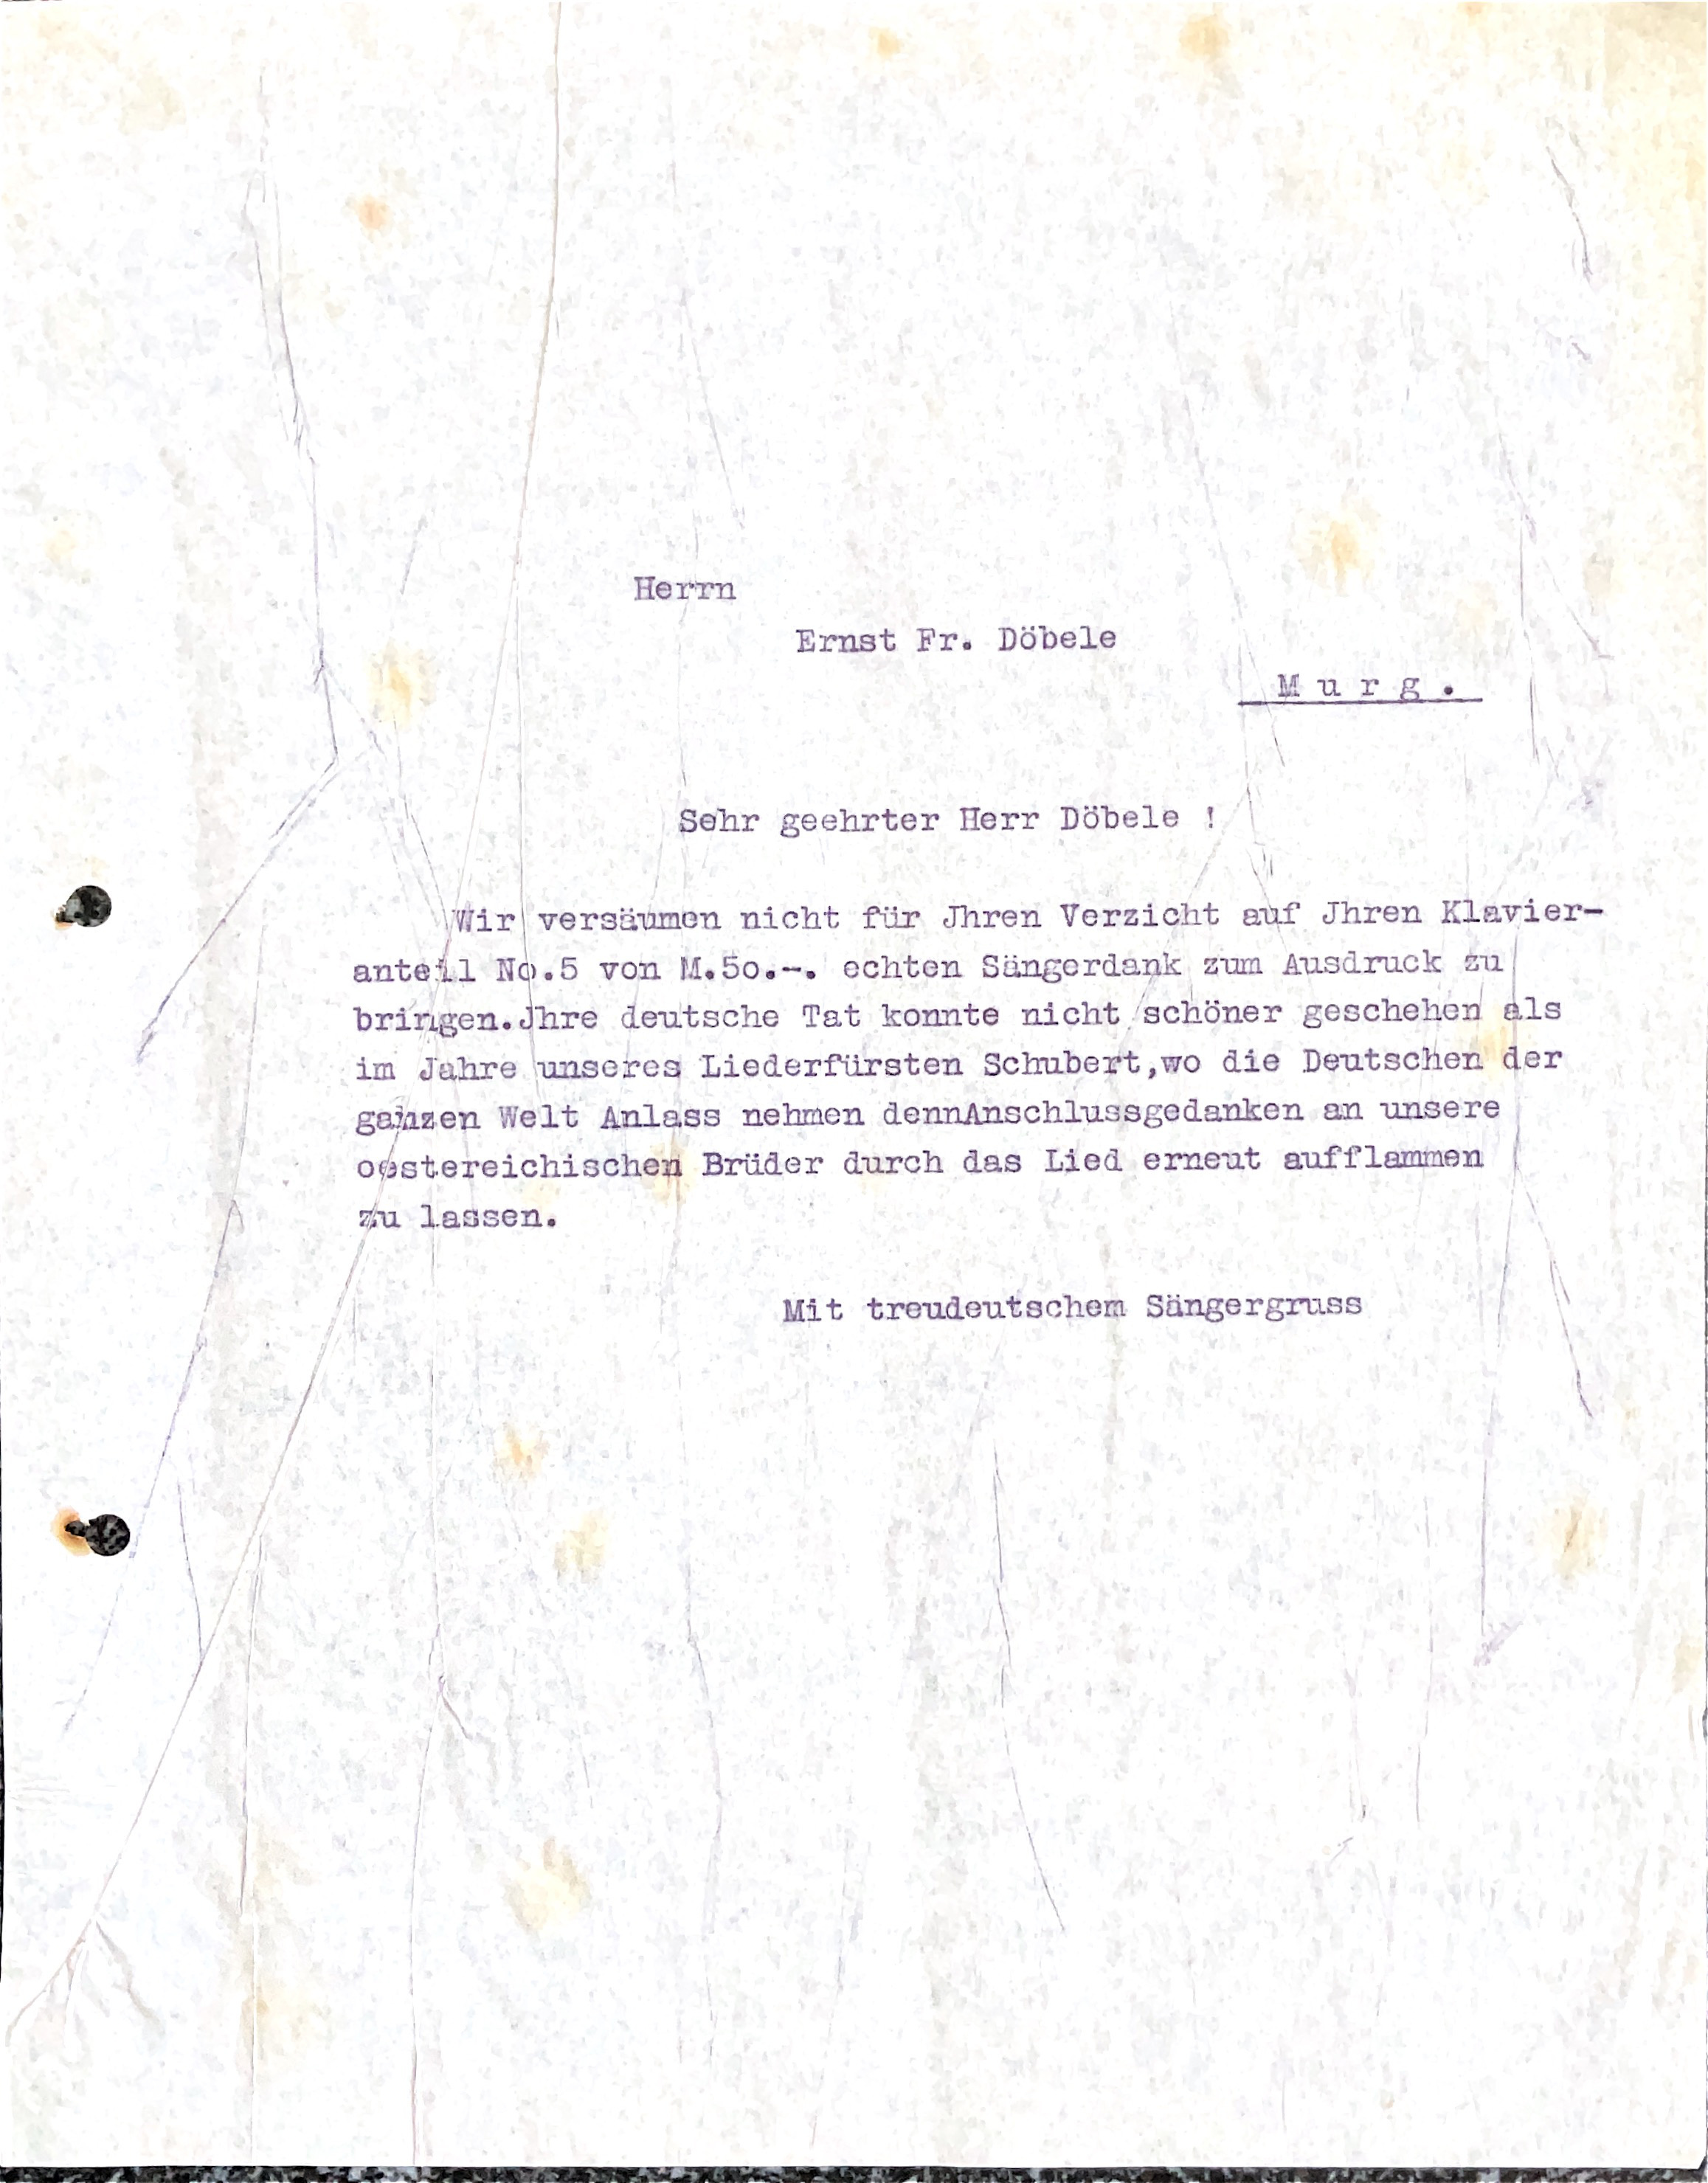 Herrn
Ernst Fr. Döbele
M u r g .
Sehr geehrter Herr Döbele !
Wir versäumen nicht für Jhren Verzicht auf Jhren Klavier-
anteil No.5 von M.5o.-. echten Sängerdank zum Ausdruck zu
bringen.Jhre deutsche Tat konnte nicht schöner geschehen als
im Jahre unseres Liederfürsten Schubert,wo die Deutschen der
ganzen Welt Anlass nehmen dennAnschlussgedanken an unsere
oestereichischen Brüder durch das Lied erneut aufflammen
zu lassen.
Mit treudeutschem Sängergruss